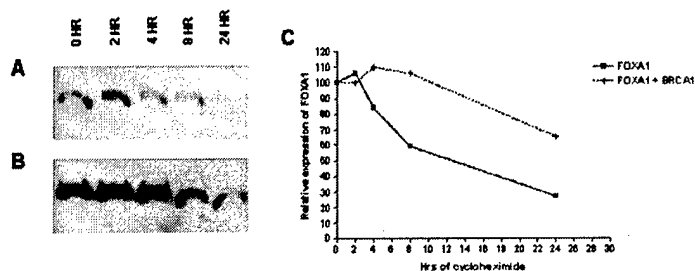 0 HR 2 HR 4 HR 8 HR 24 HR
A
B
C
Relative expression of FOXA1
120
110
100
90
80
70
60
50
40
30
20
10
0
0 2 4 6 8 10 12 14 16 18 20 22 24 26 28 30
Hrs of cycloheximide
FOXA1
FOXA1 + BRCA1